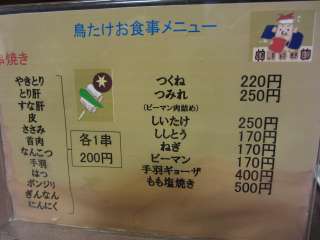 鳥たけお食事メニュー
串焼き
やきとり
とり肝
すな肝
皮
ささみ
首肉
なんこつ
手羽
はつ
ボンジリ
ぎんなん
にんにく
各1串
200円
つくね 220円
つみれ 250円
(ピーマン肉詰め)
しいたけ 250円
ししとう 170円
ねぎ 170円
ピーマン 170円
手羽ギョーザ 400円
もも塩焼き 500円